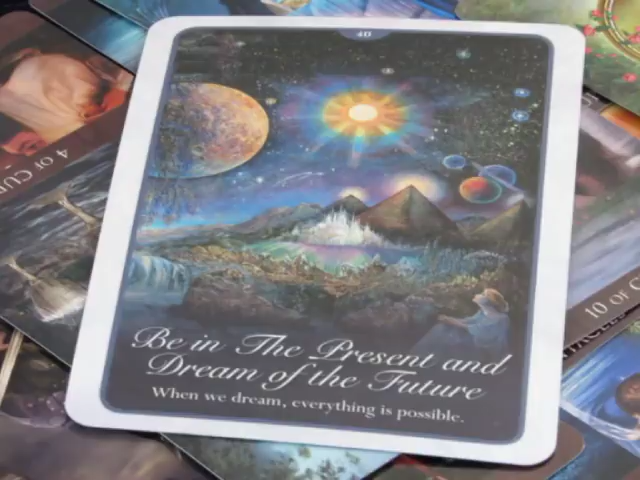 40
Be in The Present and
Dream of the Future
When we dream, everything is possible.
4 OF CU
10 OF C